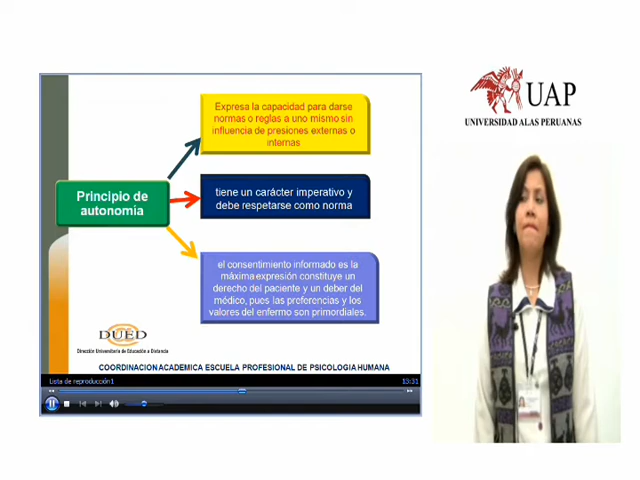 UAP
UNIVERSIDAD ALAS PERUANAS
Expresa la capacidad para darse
normas o reglas a uno mismo sin
influencia de presiones externas o
internas
Principio de
autonomía
tiene un carácter imperativo y
debe respetarse como norma
el consentimiento informado es la
máxima expresión constituye un
derecho del paciente y un deber del
médico, pues las preferencias y los
valores del enfermo son primordiales.
DUED
Dirección Universitaria de Educación a Distancia
COORDINACION ACADEMICA ESCUELA PROFESIONAL DE PSICOLOGIA HUMANA
Lista de reproducción1
13:31